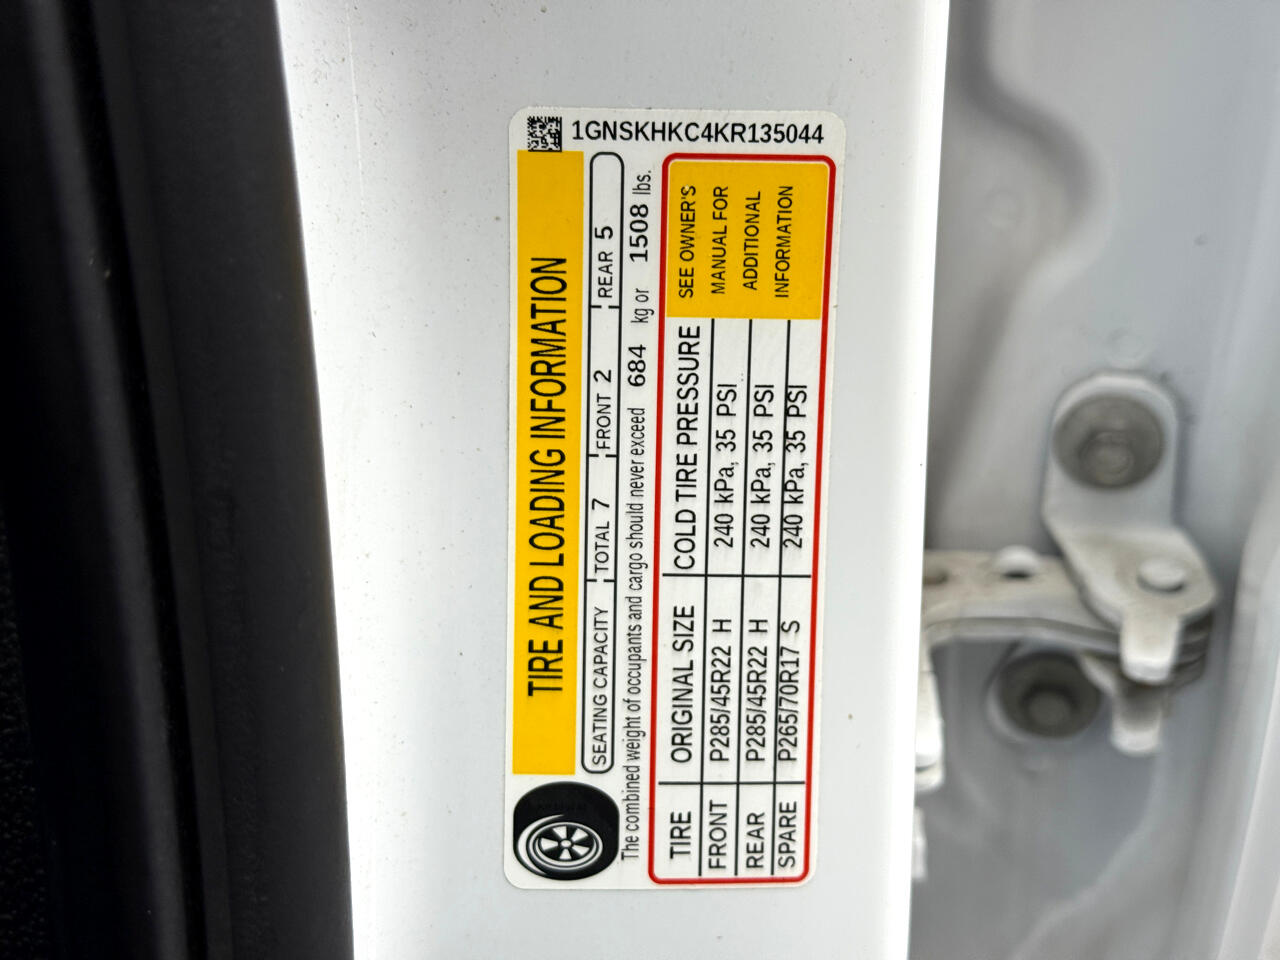 1GNSKHKC4KR135044
TIRE AND LOADING INFORMATION
SEATING CAPACITY TOTAL 7 FRONT 2 REAR 5
The combined weight of occupants and cargo should never exceed 684 kg or 1508 lbs.
TIRE ORIGINAL SIZE COLD TIRE PRESSURE
FRONT P285/45R22 H 240 kPa, 35 PSI
REAR P285/45R22 H 240 kPa, 35 PSI
SPARE P265/70R17 S 240 kPa, 35 PSI
SEE OWNER'S
MANUAL FOR
ADDITIONAL
INFORMATION